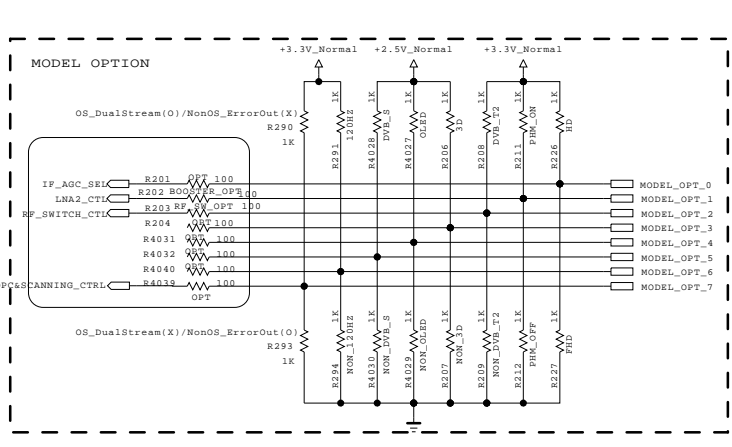 MODEL OPTION
+3.3V_Normal
+2.5V_Normal
+3.3V_Normal
OS_DualStream(O)/NonOS_ErrorOut(X)
R290
1K
R291
1K
120HZ
R4028
1K
DVB_S
R4027
1K
OLED
R206
1K
3D
R208
1K
DVB_T2
R211
1K
PHM_ON
R226
1K
HD
IF_AGC_SEL
R201
OPT
100
MODEL_OPT_0
LNA2_CTL
R202
BOOSTER_OPT
100
MODEL_OPT_1
RF_SWITCH_CTL
R203
RF_SW_OPT
100
MODEL_OPT_2
R204
OPT
100
MODEL_OPT_3
R4031
OPT
100
MODEL_OPT_4
R4032
OPT
100
MODEL_OPT_5
R4040
OPT
100
MODEL_OPT_6
PC&SCANNING_CTRL
R4039
100
OPT
MODEL_OPT_7
OS_DualStream(X)/NonOS_ErrorOut(O)
R293
1K
R294
1K
NON_120HZ
R4030
1K
NON_DVB_S
R4029
1K
NON_OLED
R207
1K
NON_3D
R209
1K
NON_DVB_T2
R212
1K
PHM_OFF
R227
1K
FHD